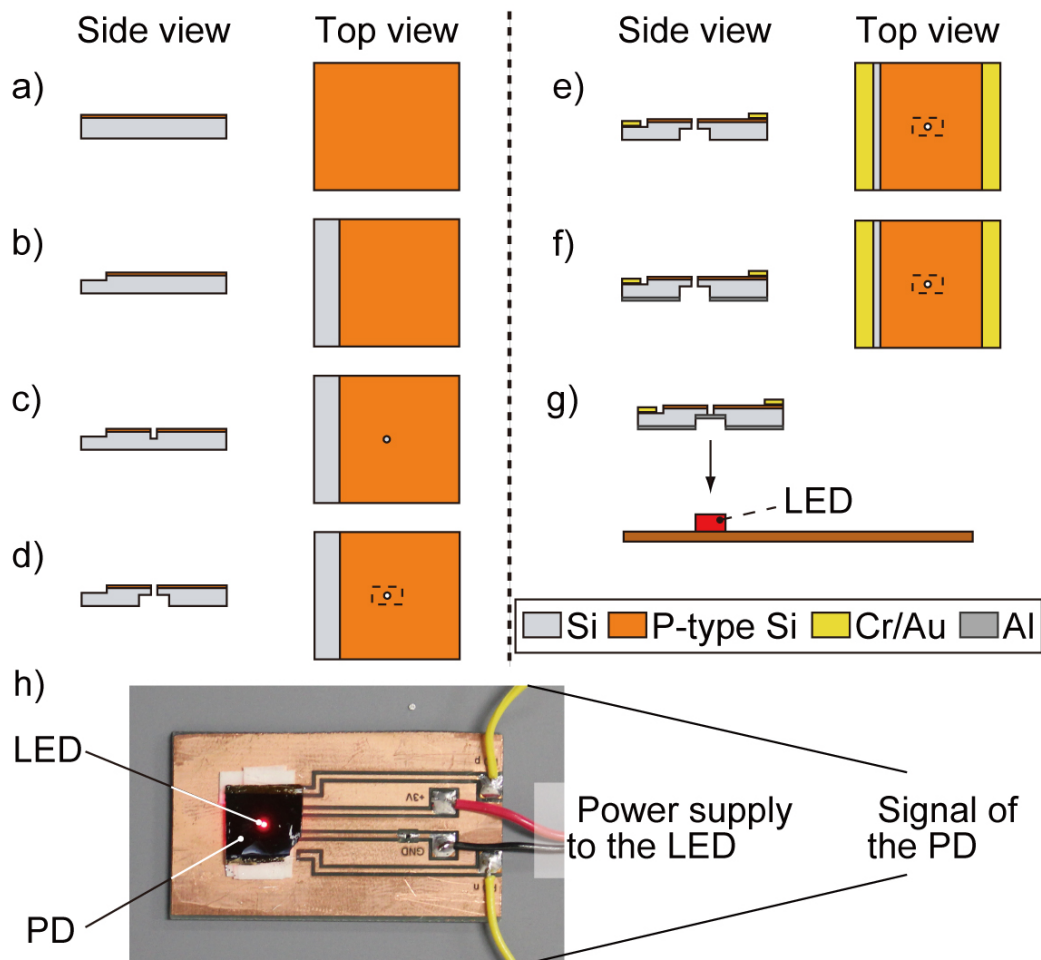 Side view
Top view
a)
b)
c)
d)
Side view
Top view
e)
f)
g)
LED
Si
P-type Si
Cr/Au
Al
h)
LED
PD
p
+3V
GND
n
Power supply
to the LED
Signal of
the PD